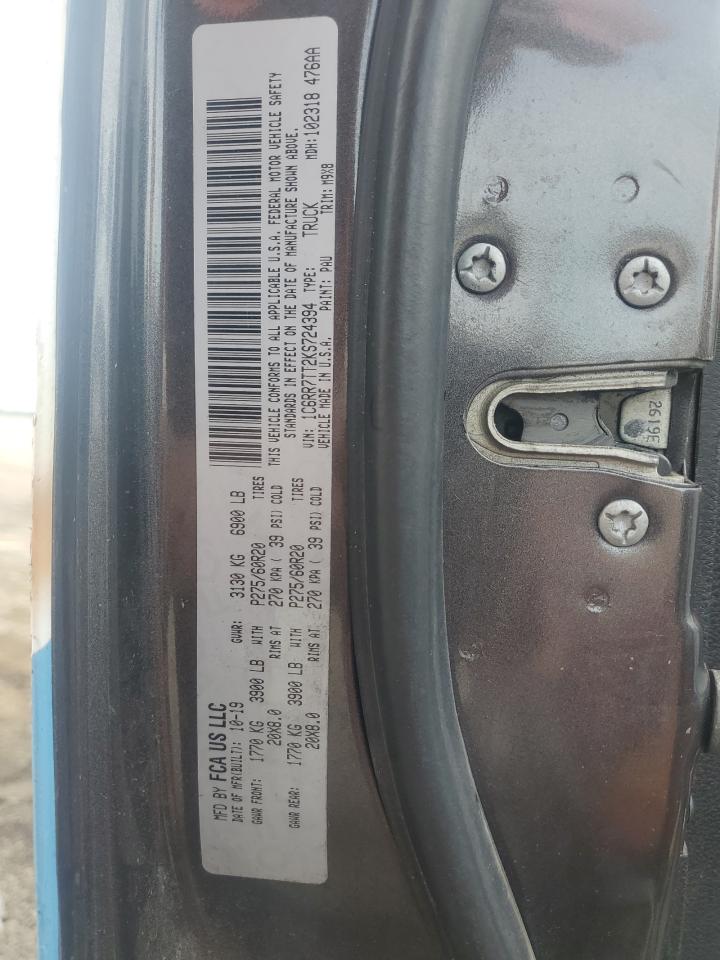 MFD BY FCA US LLC
DATE OF MFR(BUILT): 10-19 GVWR: 3130 KG 6900 LB
GAWR FRONT: 1770 KG 3900 LB WITH P275/60R20 TIRES
20X8.0 RIMS AT 270 KPA ( 39 PSI) COLD
GAWR REAR: 1770 KG 3900 LB WITH P275/60R20 TIRES
20X8.0 RIMS AT 270 KPA ( 39 PSI) COLD
THIS VEHICLE CONFORMS TO ALL APPLICABLE U.S.A. FEDERAL MOTOR VEHICLE SAFETY
STANDARDS IN EFFECT ON THE DATE OF MANUFACTURE SHOWN ABOVE.
VIN: 1C6RR7TT2KS724394 TYPE: TRUCK MDH:102318 476AA
VEHICLE MADE IN U.S.A. PAINT: PAU TRIM: M9X8
2619E